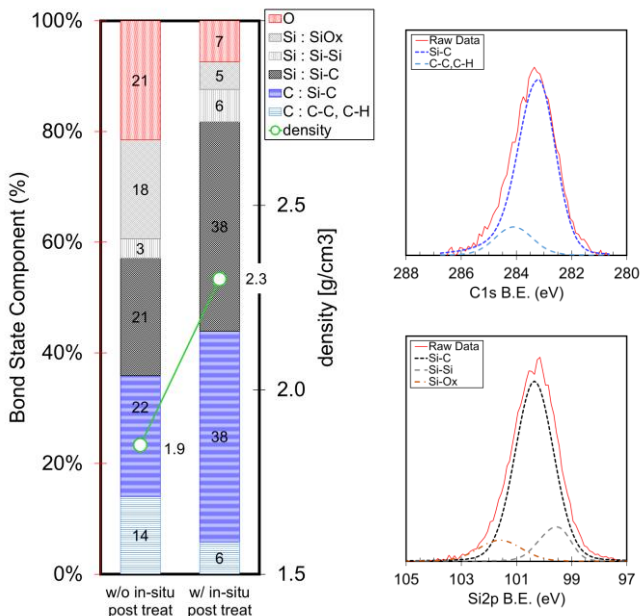 Bond State Component (%)
100%
80%
60%
40%
20%
0%
21
18
3
21
22
14
7
5
6
38
38
6
1.9
2.3
w/o in-situ
post treat
w/ in-situ
post treat
2.5
2.0
1.5
density [g/cm3]
O
Si : SiOx
Si : Si-Si
Si : Si-C
C : Si-C
C : C-C, C-H
density
Raw Data
Si-C
C-C,C-H
288 286 284 282 280
C1s B.E. (eV)
Raw Data
Si-C
Si-Si
Si-Ox
105 103 101 99 97
Si2p B.E. (eV)